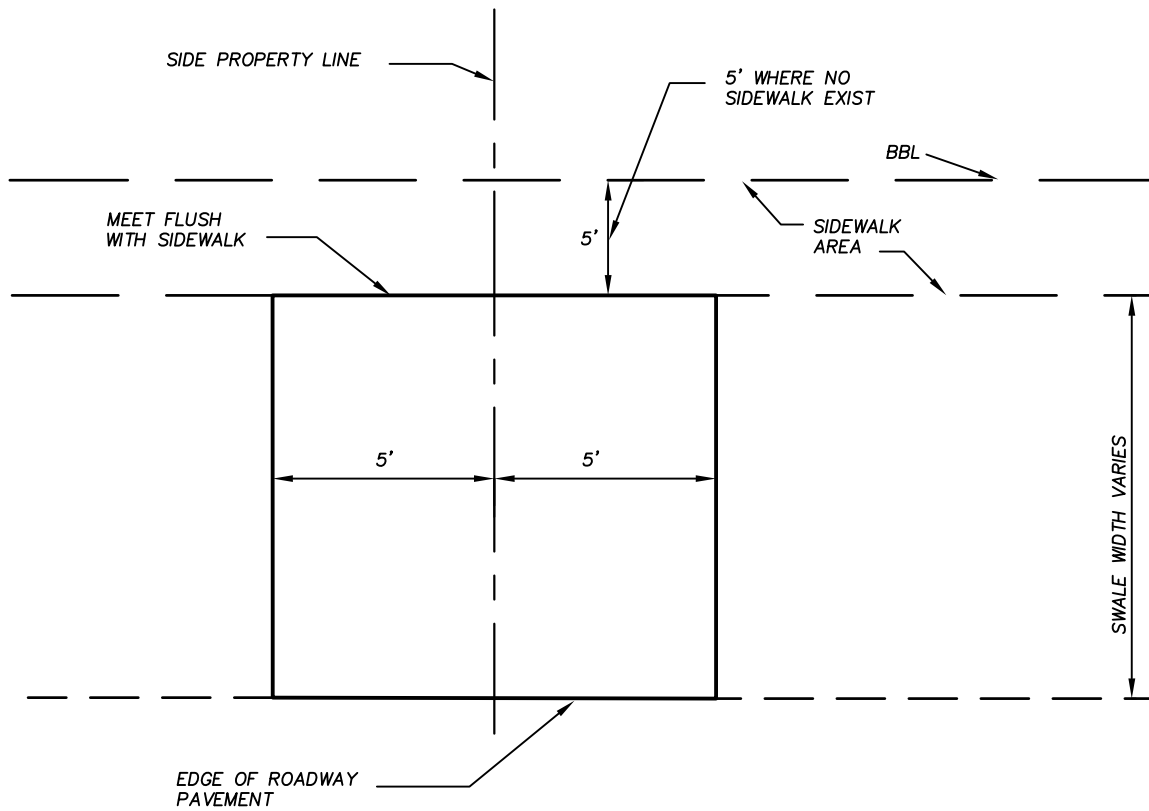 SIDE PROPERTY LINE
5' WHERE NO
SIDEWALK EXIST
BBL
MEET FLUSH
WITH SIDEWALK
5'
SIDEWALK
AREA
5'
5'
SWALE WIDTH VARIES
EDGE OF ROADWAY
PAVEMENT